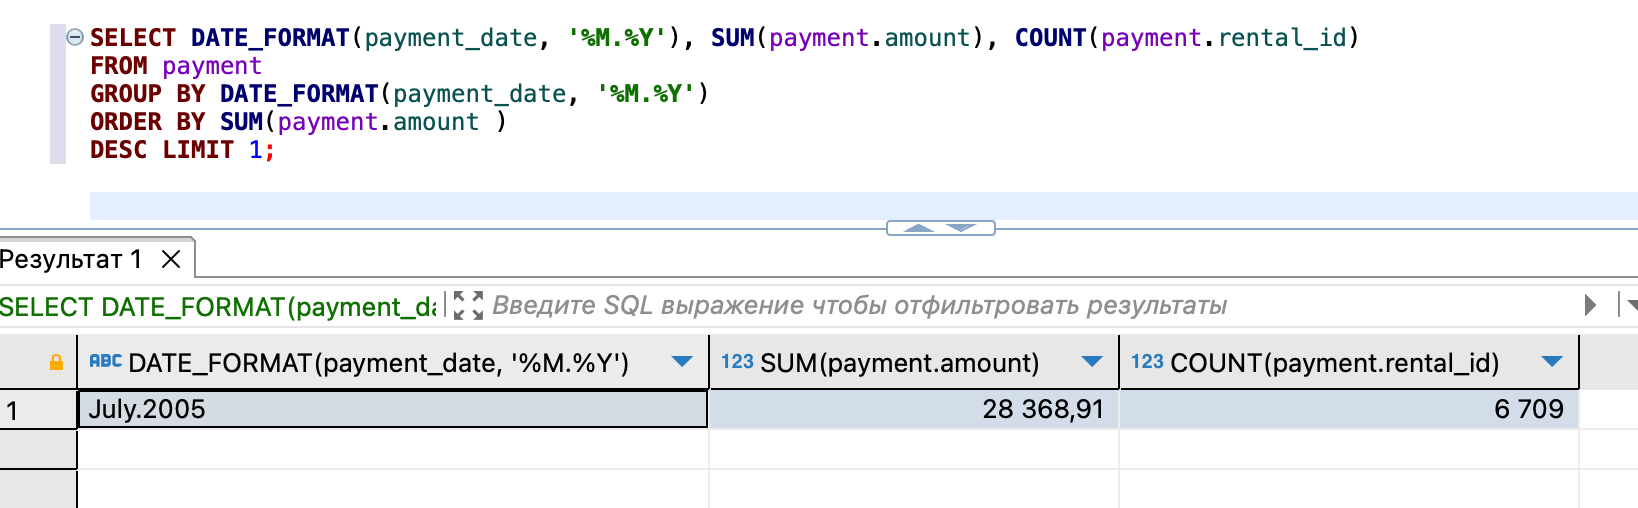 SELECT DATE_FORMAT(payment_date, '%M.%Y'), SUM(payment.amount), COUNT(payment.rental_id)
FROM payment
GROUP BY DATE_FORMAT(payment_date, '%M.%Y')
ORDER BY SUM(payment.amount )
DESC LIMIT 1;
Результат 1
SELECT DATE_FORMAT(payment_da Введите SQL выражение чтобы отфильтровать результаты
ABC DATE_FORMAT(payment_date, '%M.%Y') 123 SUM(payment.amount) 123 COUNT(payment.rental_id)
1 July.2005 28 368,91 6 709